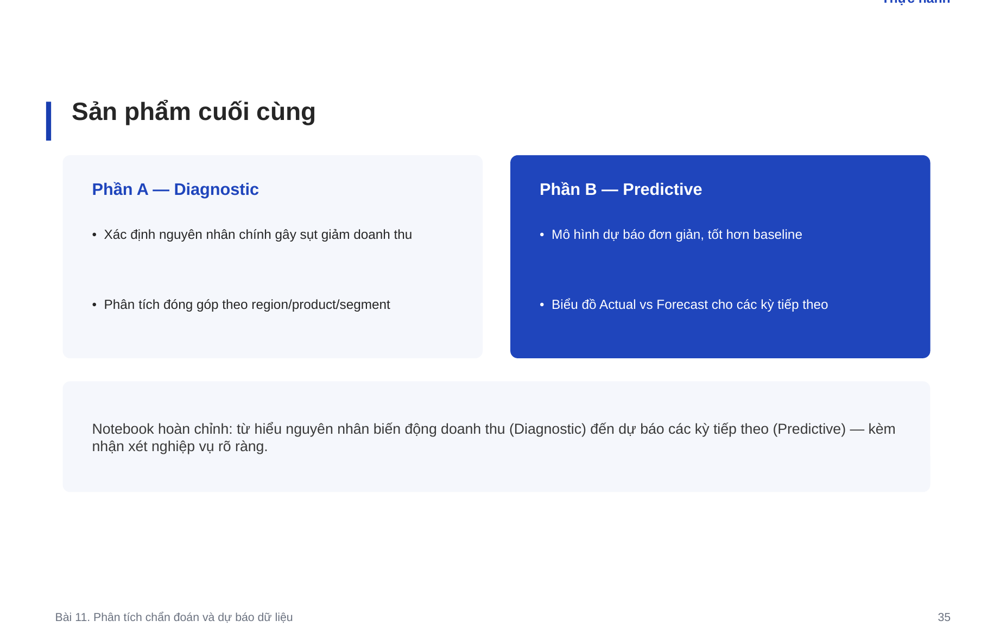 Thực hành
Sản phẩm cuối cùng
Phần A — Diagnostic
• Xác định nguyên nhân chính gây sụt giảm doanh thu
• Phân tích đóng góp theo region/product/segment
Phần B — Predictive
• Mô hình dự báo đơn giản, tốt hơn baseline
• Biểu đồ Actual vs Forecast cho các kỳ tiếp theo
Notebook hoàn chỉnh: từ hiểu nguyên nhân biến động doanh thu (Diagnostic) đến dự báo các kỳ tiếp theo (Predictive) — kèm
nhận xét nghiệp vụ rõ ràng.
Bài 11. Phân tích chẩn đoán và dự báo dữ liệu
35